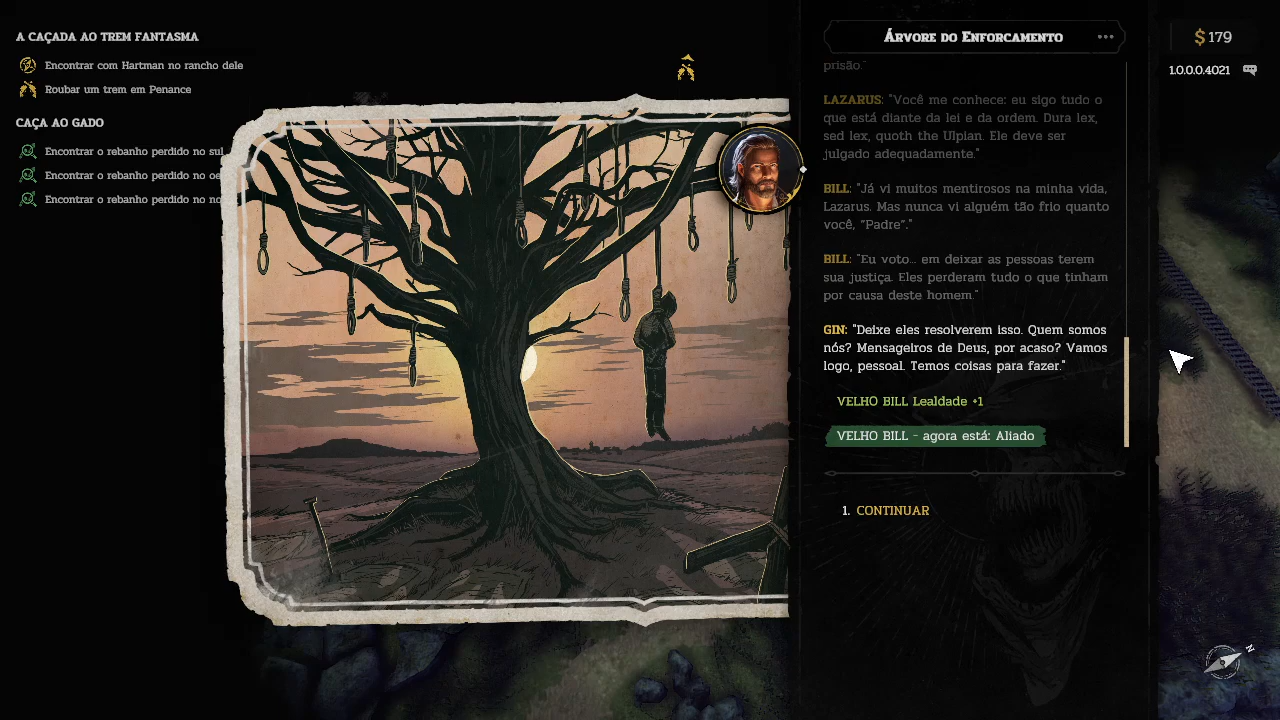 A CAÇADA AO TREM FANTASMA
Encontrar com Hartman no rancho dele
Roubar um trem em Penance
CAÇA AO GADO
Encontrar o rebanho perdido no sul
Encontrar o rebanho perdido no oe
Encontrar o rebanho perdido no no
ÁRVORE DO ENFORCAMENTO
prisão."
LAZARUS: "Você me conhece: eu sigo tudo o
que está diante da lei e da ordem. Dura lex,
sed lex, quoth the Ulpian. Ele deve ser
julgado adequadamente."
BILL: "Já vi muitos mentirosos na minha vida,
Lazarus. Mas nunca vi alguém tão frio quanto
você, "Padre"."
BILL: "Eu voto... em deixar as pessoas terem
sua justiça. Eles perderam tudo o que tinham
por causa deste homem."
GIN: "Deixe eles resolverem isso. Quem somos
nós? Mensageiros de Deus, por acaso? Vamos
logo, pessoal. Temos coisas para fazer."
VELHO BILL Lealdade +1
VELHO BILL - agora está: Aliado
1. CONTINUAR
$179
1.0.0.0.4021
N